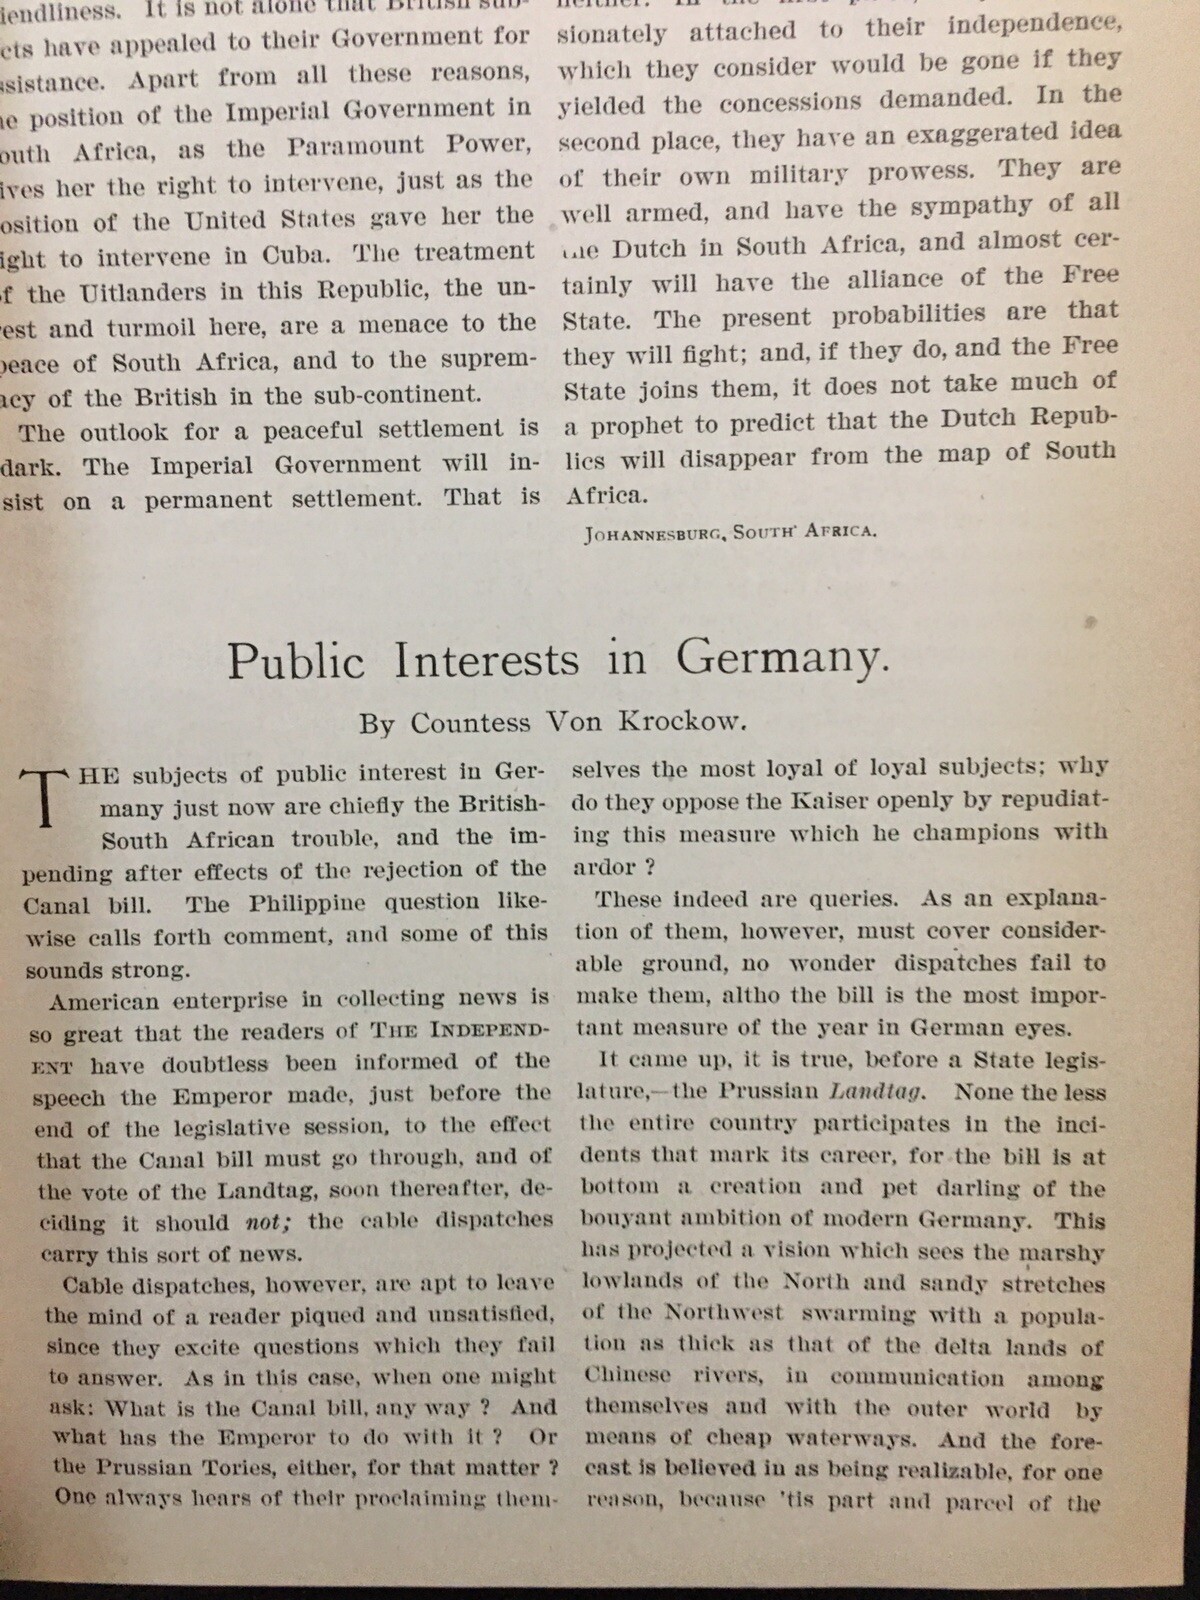 It is not alone that British sub-
have appealed to their Government for
Apart from all these reasons,
position of the Imperial Government in
Africa, as the Paramount Power,
her the right to intervene, just as the
of the United States gave her the
to intervene in Cuba. The treatment
the Uitlanders in this Republic, the un-
and turmoil here, are a menace to the
peace of South Africa, and to the suprem-
acy of the British in the sub-continent.
The outlook for a peaceful settlement is
dark. The Imperial Government will in-
sist on a permanent settlement. That is
sionately attached to their independence,
which they consider would be gone if they
yielded the concessions demanded. In the
second place, they have an exaggerated idea
of their own military prowess. They are
well armed, and have the sympathy of all
the Dutch in South Africa, and almost cer-
tainly will have the alliance of the Free
State. The present probabilities are that
they will fight; and, if they do, and the Free
State joins them, it does not take much of
a prophet to predict that the Dutch Repub-
lics will disappear from the map of South
Africa.
Johannesburg, South Africa.
Public Interests in Germany.
By Countess Von Krockow.
THE subjects of public interest in Ger-
many just now are chiefly the British-
South African trouble, and the im-
pending after effects of the rejection of the
Canal bill. The Philippine question like-
wise calls forth comment, and some of this
sounds strong.
American enterprise in collecting news is
so great that the readers of THE INDEPEND-
ENT have doubtless been informed of the
speech the Emperor made, just before the
end of the legislative session, to the effect
that the Canal bill must go through, and of
the vote of the Landtag, soon thereafter, de-
ciding it should not; the cable dispatches
carry this sort of news.
Cable dispatches, however, are apt to leave
the mind of a reader piqued and unsatisfied,
since they excite questions which they fail
to answer. As in this case, when one might
ask: What is the Canal bill, any way ? And
what has the Emperor to do with it ? Or
the Prussian Tories, either, for that matter ?
One always hears of their proclaiming them-
selves the most loyal of loyal subjects; why
do they oppose the Kaiser openly by repudiat-
ing this measure which he champions with
ardor ?
These indeed are queries. As an explana-
tion of them, however, must cover consider-
able ground, no wonder dispatches fail to
make them, altho the bill is the most impor-
tant measure of the year in German eyes.
It came up, it is true, before a State legis-
lature,—the Prussian Landtag. None the less
the entire country participates in the inci-
dents that mark its career, for the bill is at
bottom a creation and pet darling of the
bouyant ambition of modern Germany. This
has projected a vision which sees the marshy
lowlands of the North and sandy stretches
of the Northwest swarming with a popula-
tion as thick as that of the delta lands of
Chinese rivers, in communication among
themselves and with the outer world by
means of cheap waterways. And the fore-
cast is believed in as being realizable, for one
reason, because 'tis part and parcel of the